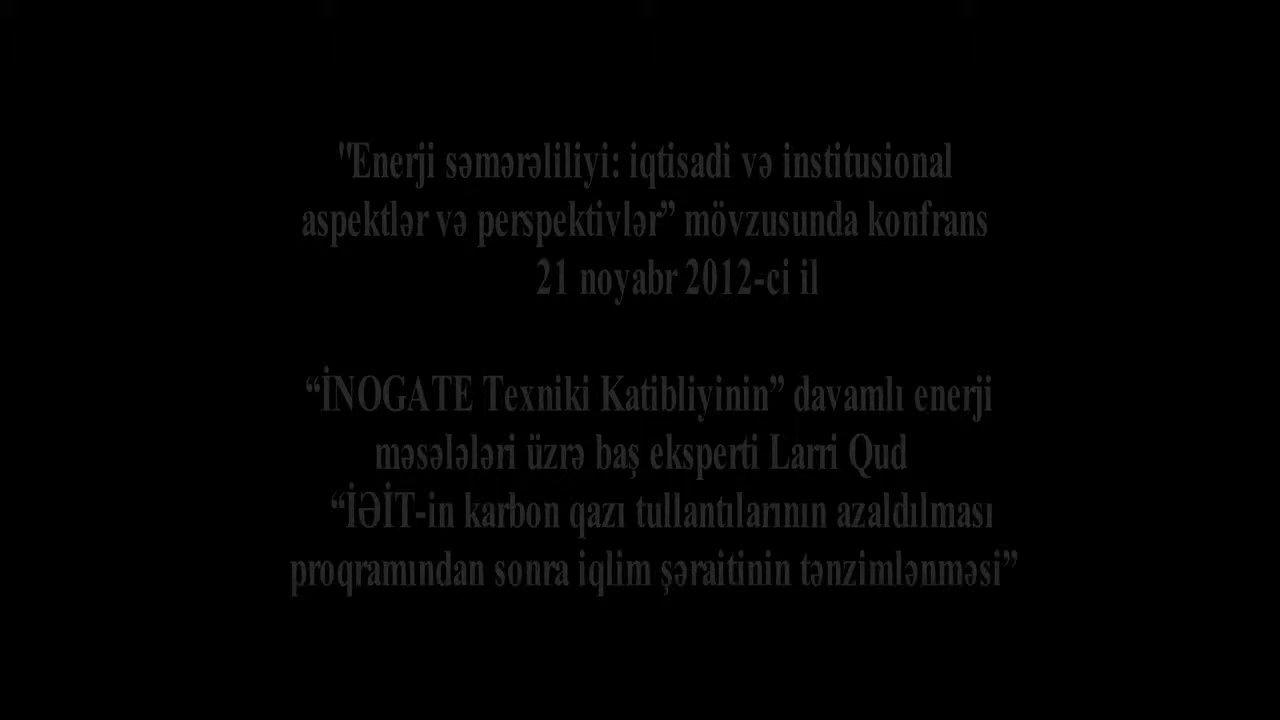 "Enerji səmərəliliyi: iqtisadi və institusional
aspektlər və perspektivlər” mövzusunda konfrans
21 noyabr 2012-ci il
“İNOGATE Texniki Katibliyinin” davamlı enerji
məsələləri üzrə baş eksperti Larri Qud
“İƏİT-in karbon qazı tullantılarının azaldılması
proqramından sonra iqlim şəraitinin tənzimlənməsi”